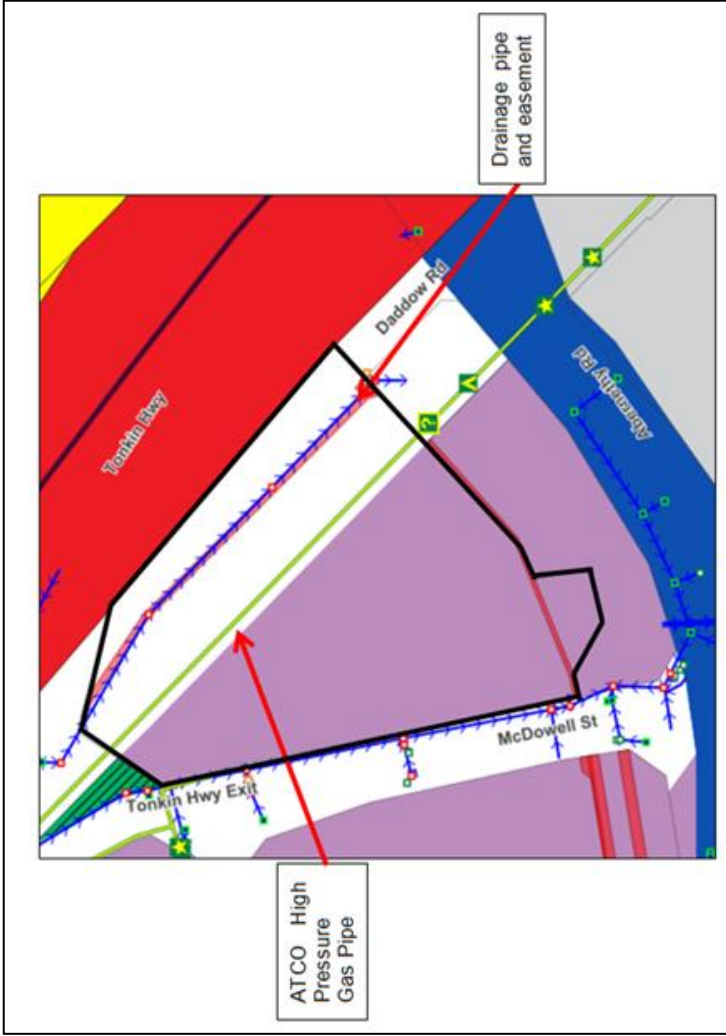 Drainage pipe
and easement
Tonkin Hwy
Daddow Rd
Abernethy Rd
McDowell St
Tonkin Hwy Exit
ATCO High
Pressure
Gas Pipe
?
V